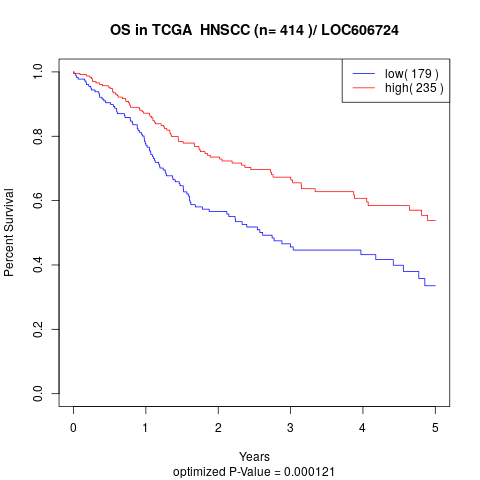 OS in TCGA  HNSCC (n= 414 )/ LOC606724
low( 179 )
high( 235 )
Percent Survival
1.0
0.8
0.6
0.4
0.2
0.0
0 1 2 3 4 5
Years
optimized P-Value = 0.000121